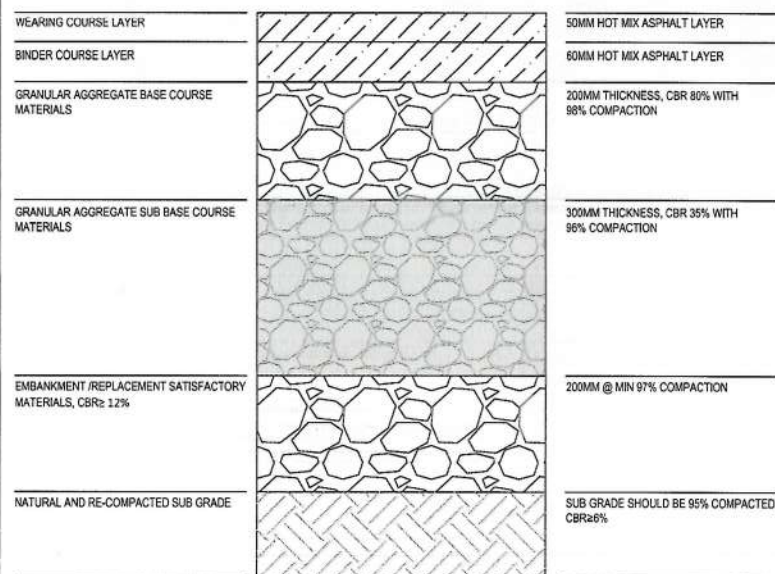 WEARING COURSE LAYER
50MM HOT MIX ASPHALT LAYER
BINDER COURSE LAYER
60MM HOT MIX ASPHALT LAYER
GRANULAR AGGREGATE BASE COURSE
MATERIALS
200MM THICKNESS, CBR 80% WITH
98% COMPACTION
GRANULAR AGGREGATE SUB BASE COURSE
MATERIALS
300MM THICKNESS, CBR 35% WITH
96% COMPACTION
EMBANKMENT /REPLACEMENT SATISFACTORY
MATERIALS, CBR≥ 12%
200MM @ MIN 97% COMPACTION
NATURAL AND RE-COMPACTED SUB GRADE
SUB GRADE SHOULD BE 95% COMPACTED
CBR≥6%